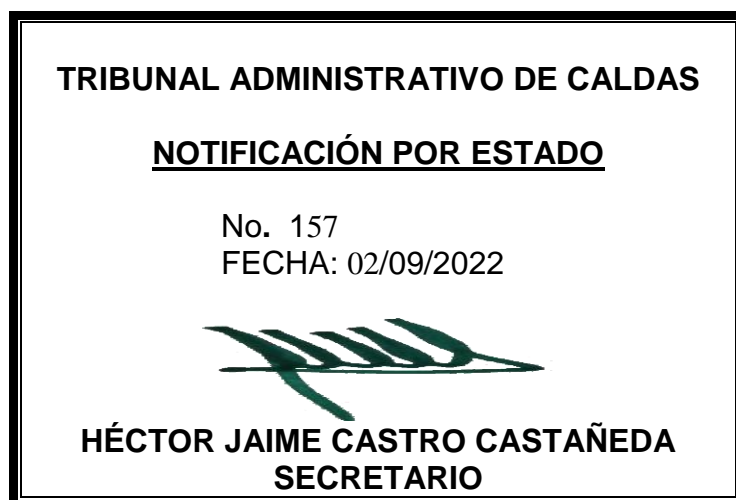 TRIBUNAL ADMINISTRATIVO DE CALDAS
NOTIFICACIÓN POR ESTADO
No. 157
FECHA: 02/09/2022
HÉCTOR JAIME CASTRO CASTAÑEDA
SECRETARIO